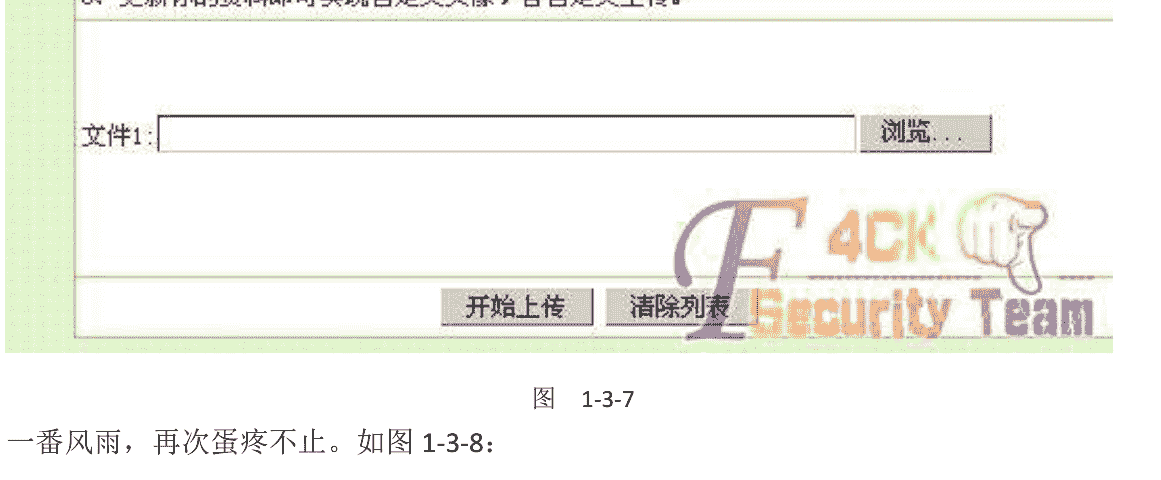 文件1:
浏览...
F4CK
Security Team
开始上传
清除列表
图 1-3-7
一番风雨，再次蛋疼不止。如图 1-3-8：